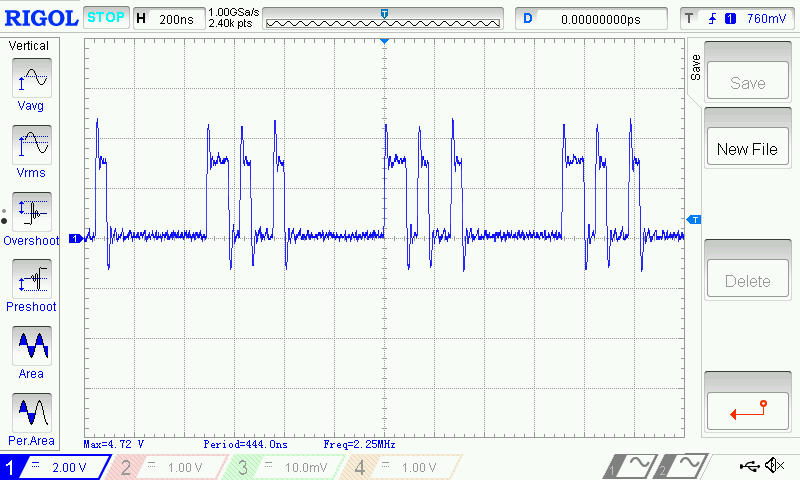 RIGOL STOP H 200ns 1.00GSa/s 2.40k pts T D 0.00000000ps T 1 760mV
Vertical
Vavg
Vrms
Overshoot
Preshoot
Area
Per.Area
1
T
Save
Save
New File
Delete
Max=4.72 V Period=444.0ns Freq=2.25MHz
1 2.00 V 2 1.00 V 3 10.0mV 4 1.00 V 1 2